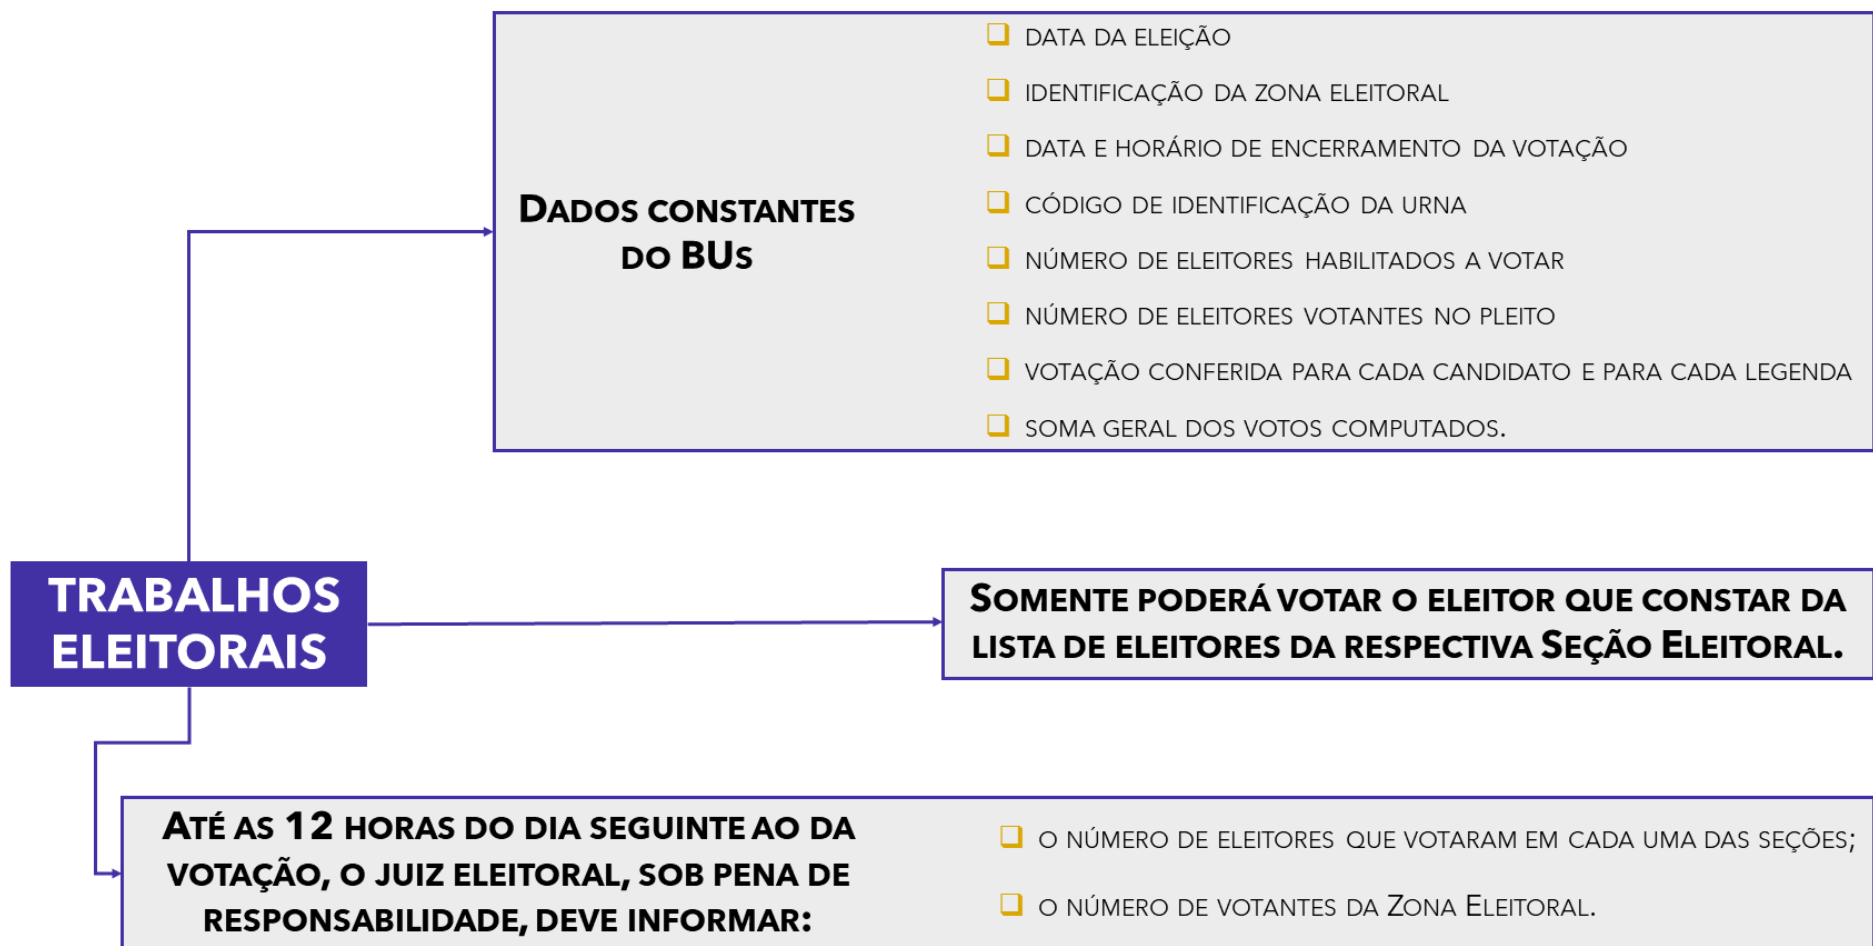 DADOS CONSTANTES
DO BUS
DATA DA ELEIÇÃO
IDENTIFICAÇÃO DA ZONA ELEITORAL
DATA E HORÁRIO DE ENCERRAMENTO DA VOTAÇÃO
CÓDIGO DE IDENTIFICAÇÃO DA URNA
NÚMERO DE ELEITORES HABILITADOS A VOTAR
NÚMERO DE ELEITORES VOTANTES NO PLEITO
VOTAÇÃO CONFERIDA PARA CADA CANDIDATO E PARA CADA LEGENDA
SOMA GERAL DOS VOTOS COMPUTADOS.
TRABALHOS
ELEITORAIS
SOMENTE PODERÁ VOTAR O ELEITOR QUE CONSTAR DA
LISTA DE ELEITORES DA RESPECTIVA SEÇÃO ELEITORAL.
ATÉ AS 12 HORAS DO DIA SEGUINTE AO DA
VOTAÇÃO, O JUIZ ELEITORAL, SOB PENA DE
RESPONSABILIDADE, DEVE INFORMAR:
O NÚMERO DE ELEITORES QUE VOTARAM EM CADA UMA DAS SEÇÕES;
O NÚMERO DE VOTANTES DA ZONA ELEITORAL.